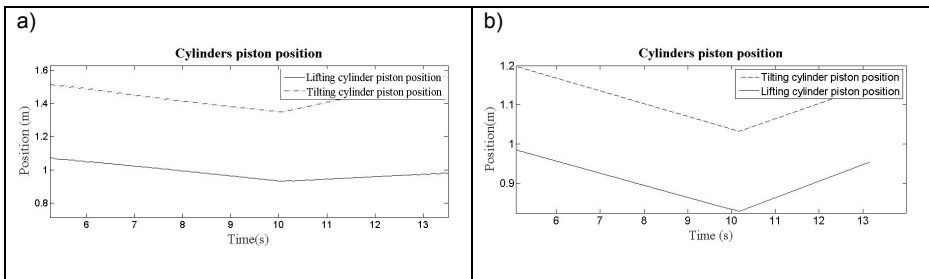 a)
Cylinders piston position
Lifting cylinder piston position
Tilting cylinder piston position
Position (m)
1.6
1.4
1.2
1
0.8
6 7 8 9 10 11 12 13
Time(s)
b)
Cylinders piston position
Tilting cylinder piston position
Lifting cylinder piston position
Position(m)
1.2
1.1
1
0.9
6 7 8 9 10 11 12 13
Time (s)